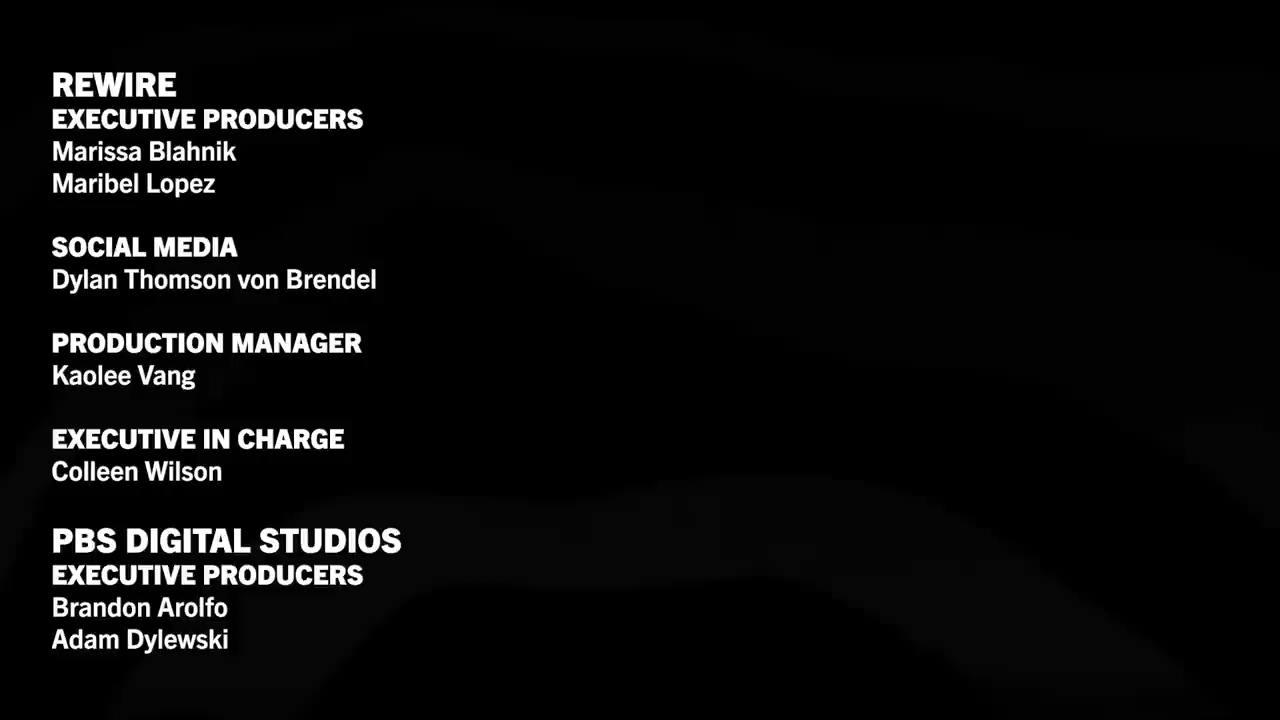 REWIRE
EXECUTIVE PRODUCERS
Marissa Blahnik
Maribel Lopez
SOCIAL MEDIA
Dylan Thomson von Brendel
PRODUCTION MANAGER
Kaolee Vang
EXECUTIVE IN CHARGE
Colleen Wilson
PBS DIGITAL STUDIOS
EXECUTIVE PRODUCERS
Brandon Arolfo
Adam Dylewski